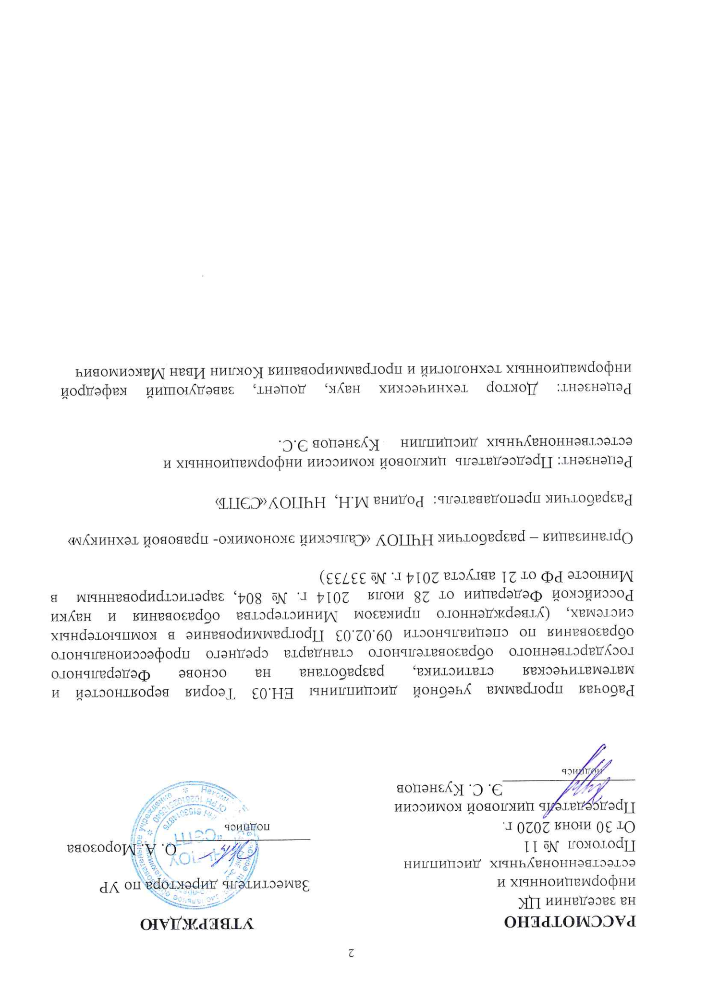 2
РАССМОТРЕНО
на заседании ЦК
информационных и
естественнонаучных дисциплин
Протокол № 11
От 30 июня 2020 г.
Председатель цикловой комиссии
Э. С. Кузнецов
подпись
УТВЕРЖДАЮ
Заместитель директора по УР
О. А. Морозова
подпись
Рабочая программа учебной дисциплины ЕН.03 Теория вероятностей и
математическая статистика, разработана на основе Федерального
государственного образовательного стандарта среднего профессионального
образования по специальности 09.02.03 Программирование в компьютерных
системах, (утвержденного приказом Министерства образования и науки
Российской Федерации от 28 июля 2014 г. № 804, зарегистрированным в
Минюсте РФ от 21 августа 2014 г. № 33733)
Организация – разработчик НЧПОУ «Сальский экономико- правовой техникум»
Разработчик преподаватель: Родина М.Н, НЧПОУ «СЭПТ»
Рецензент: Председатель цикловой комиссии информационных и
естественнонаучных дисциплин Кузнецов Э.С.
Рецензент: Доктор технических наук, доцент, заведующий кафедрой
информационных технологий и программирования Коклин Иван Максимович